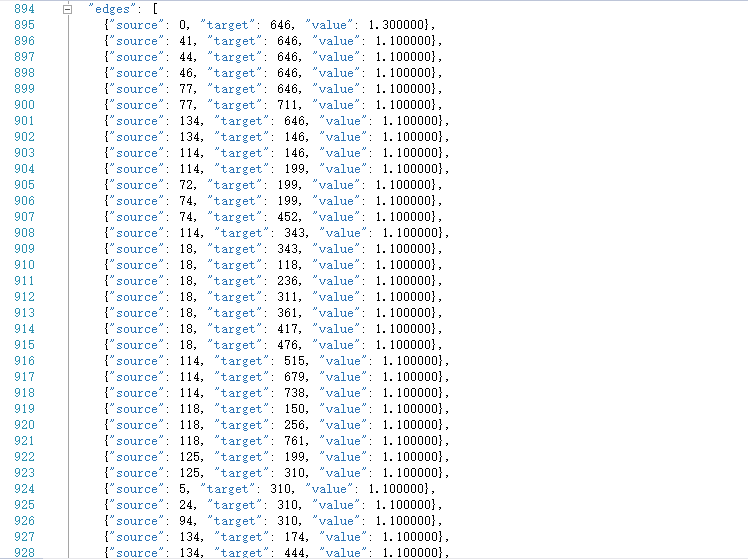 894 "edges": [
895 {"source": 0, "target": 646, "value": 1.300000},
896 {"source": 41, "target": 646, "value": 1.100000},
897 {"source": 44, "target": 646, "value": 1.100000},
898 {"source": 46, "target": 646, "value": 1.100000},
899 {"source": 77, "target": 646, "value": 1.100000},
900 {"source": 77, "target": 711, "value": 1.100000},
901 {"source": 134, "target": 646, "value": 1.100000},
902 {"source": 134, "target": 146, "value": 1.100000},
903 {"source": 114, "target": 146, "value": 1.100000},
904 {"source": 114, "target": 199, "value": 1.100000},
905 {"source": 72, "target": 199, "value": 1.100000},
906 {"source": 74, "target": 199, "value": 1.100000},
907 {"source": 74, "target": 452, "value": 1.100000},
908 {"source": 114, "target": 343, "value": 1.100000},
909 {"source": 18, "target": 343, "value": 1.100000},
910 {"source": 18, "target": 118, "value": 1.100000},
911 {"source": 18, "target": 236, "value": 1.100000},
912 {"source": 18, "target": 311, "value": 1.100000},
913 {"source": 18, "target": 361, "value": 1.100000},
914 {"source": 18, "target": 417, "value": 1.100000},
915 {"source": 18, "target": 476, "value": 1.100000},
916 {"source": 114, "target": 515, "value": 1.100000},
917 {"source": 114, "target": 679, "value": 1.100000},
918 {"source": 114, "target": 738, "value": 1.100000},
919 {"source": 118, "target": 150, "value": 1.100000},
920 {"source": 118, "target": 256, "value": 1.100000},
921 {"source": 118, "target": 761, "value": 1.100000},
922 {"source": 125, "target": 199, "value": 1.100000},
923 {"source": 125, "target": 310, "value": 1.100000},
924 {"source": 5, "target": 310, "value": 1.100000},
925 {"source": 24, "target": 310, "value": 1.100000},
926 {"source": 94, "target": 310, "value": 1.100000},
927 {"source": 134, "target": 174, "value": 1.100000},
928 {"source": 134, "target": 444, "value": 1.100000},